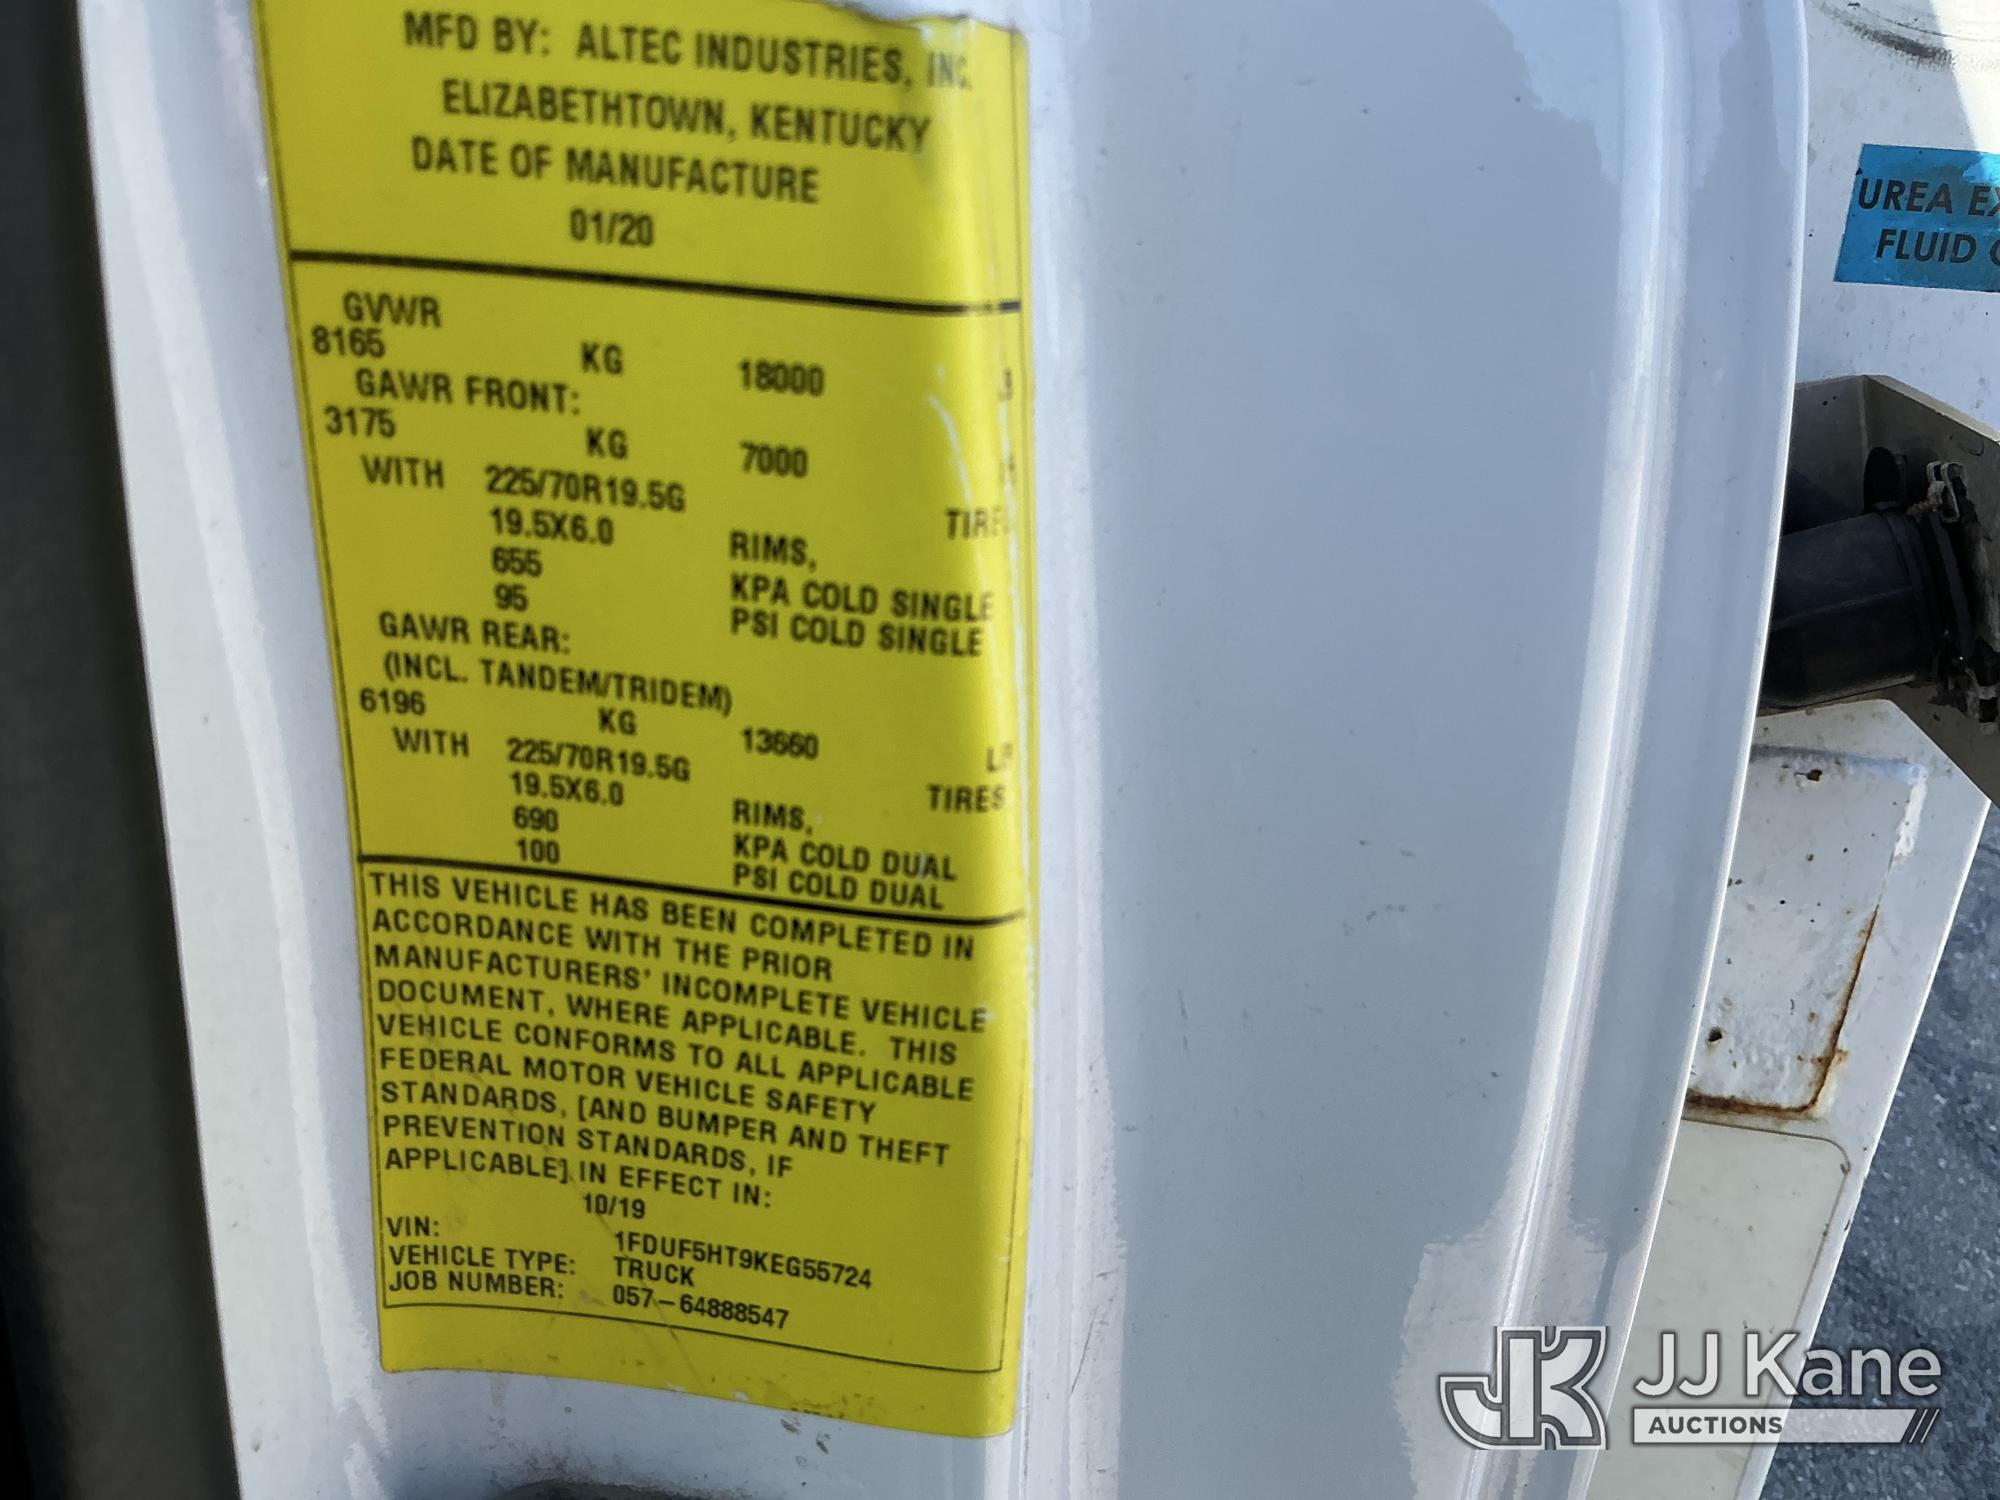 MFD BY: ALTEC INDUSTRIES, INC.
ELIZABETHTOWN, KENTUCKY
DATE OF MANUFACTURE
01/20
GVWR
8165 KG 18000
GAWR FRONT:
3175 KG 7000
WITH 225/70R19.5G TIRES
19.5X6.0 RIMS,
655 KPA COLD SINGLE
95 PSI COLD SINGLE
GAWR REAR:
(INCL. TANDEM/TRIDEM)
6196 KG 13660 LB
WITH 225/70R19.5G TIRES
19.5X6.0 RIMS,
690 KPA COLD DUAL
100 PSI COLD DUAL
THIS VEHICLE HAS BEEN COMPLETED IN
ACCORDANCE WITH THE PRIOR
MANUFACTURERS' INCOMPLETE VEHICLE
DOCUMENT, WHERE APPLICABLE. THIS
VEHICLE CONFORMS TO ALL APPLICABLE
FEDERAL MOTOR VEHICLE SAFETY
STANDARDS, [AND BUMPER AND THEFT
PREVENTION STANDARDS, IF
APPLICABLE] IN EFFECT IN:
10/19
VIN: 1FDUF5HT9KEG55724
VEHICLE TYPE: TRUCK
JOB NUMBER: 057-64888547
UREA
FLUID
JJ Kane
AUCTIONS